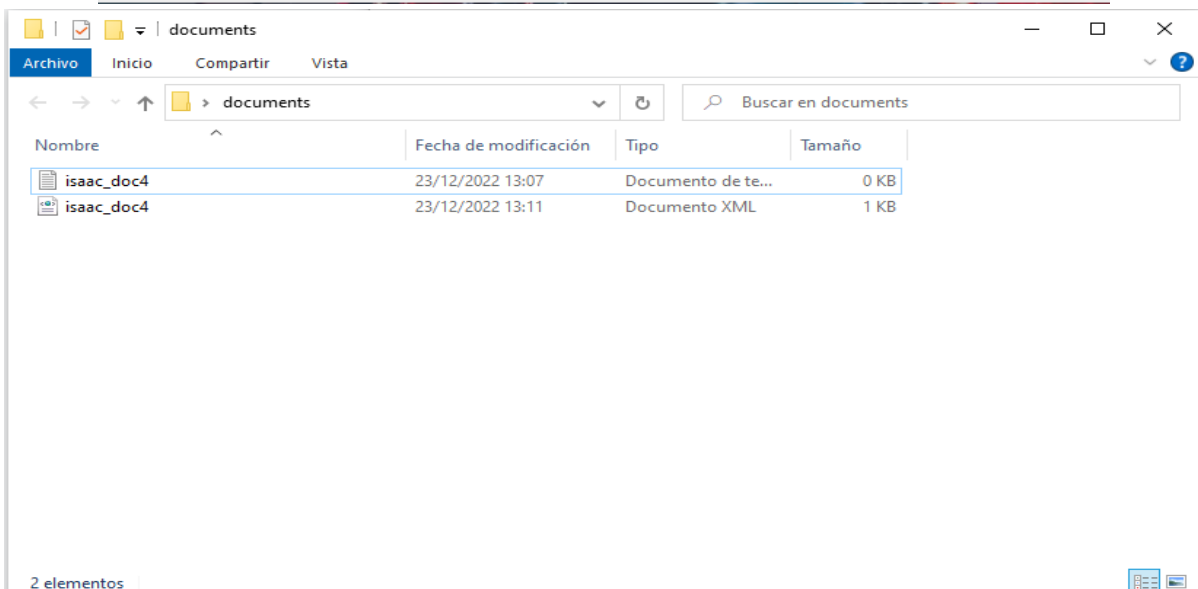 documents
Archivo Inicio Compartir Vista ?
documents Buscar en documents
Nombre Fecha de modificación Tipo Tamaño
isaac_doc4 23/12/2022 13:07 Documento de te... 0 KB
isaac_doc4 23/12/2022 13:11 Documento XML 1 KB
2 elementos